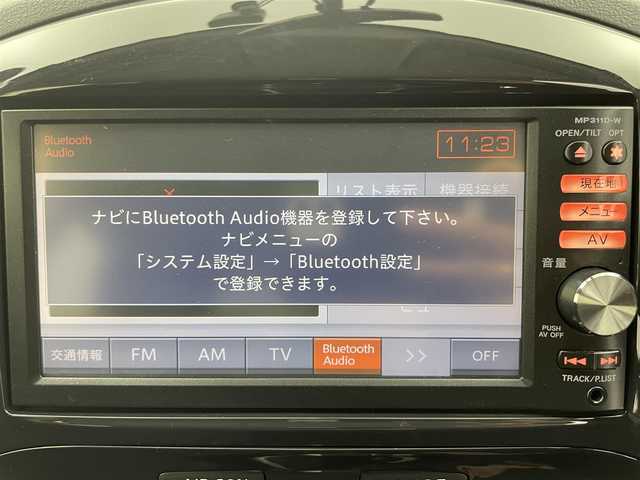 MP311D-W
OPEN/TILT OPT
Bluetooth
Audio
11:23
現在地
リスト表示 機器接続
メニュー
ナビにBluetooth Audio機器を登録して下さい。
ナビメニューの
「システム設定」→「Bluetooth設定」
で登録できます。
AV
音量
PUSH
AV OFF
交通情報 FM AM TV Bluetooth Audio >> OFF
TRACK/P.LIST